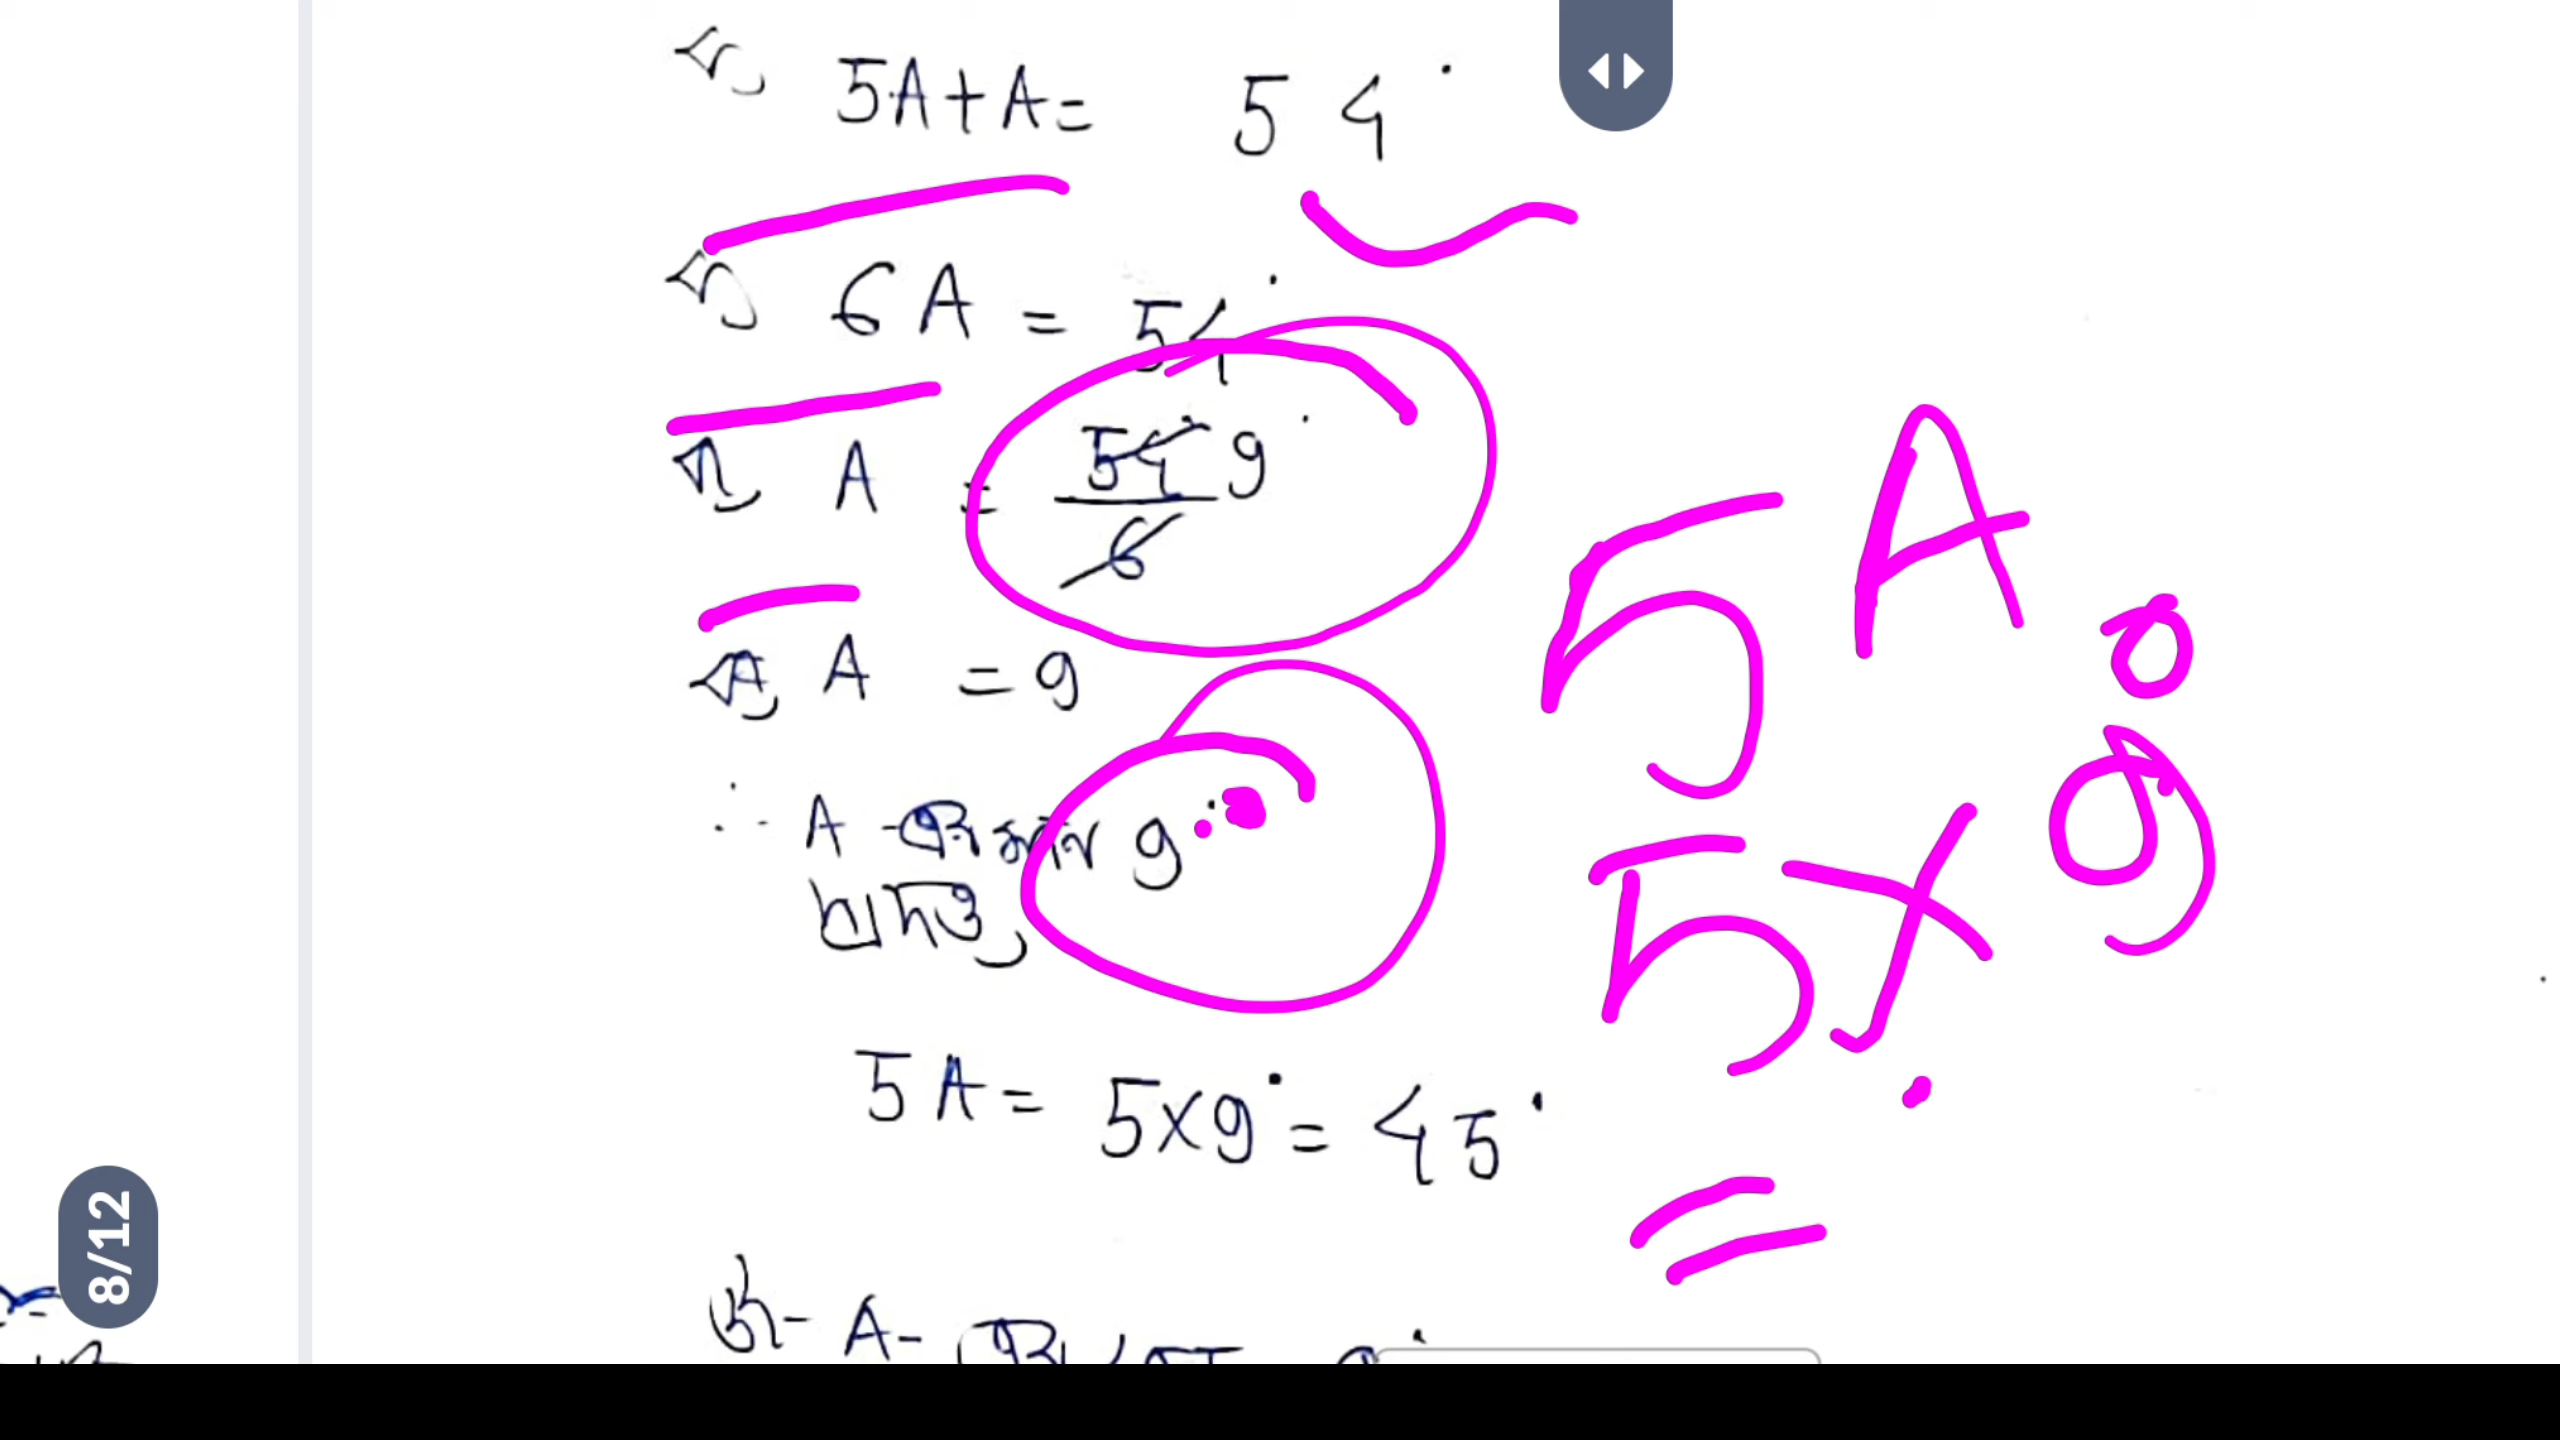 বা, 5A+A= 54°
বা, 6A = 54°
বা, A = 54/6 9°
বা, A = 9
∴ A এর মান 9°
5A
5×9°
=
5A = 5×9° = 45°
A-
8/12